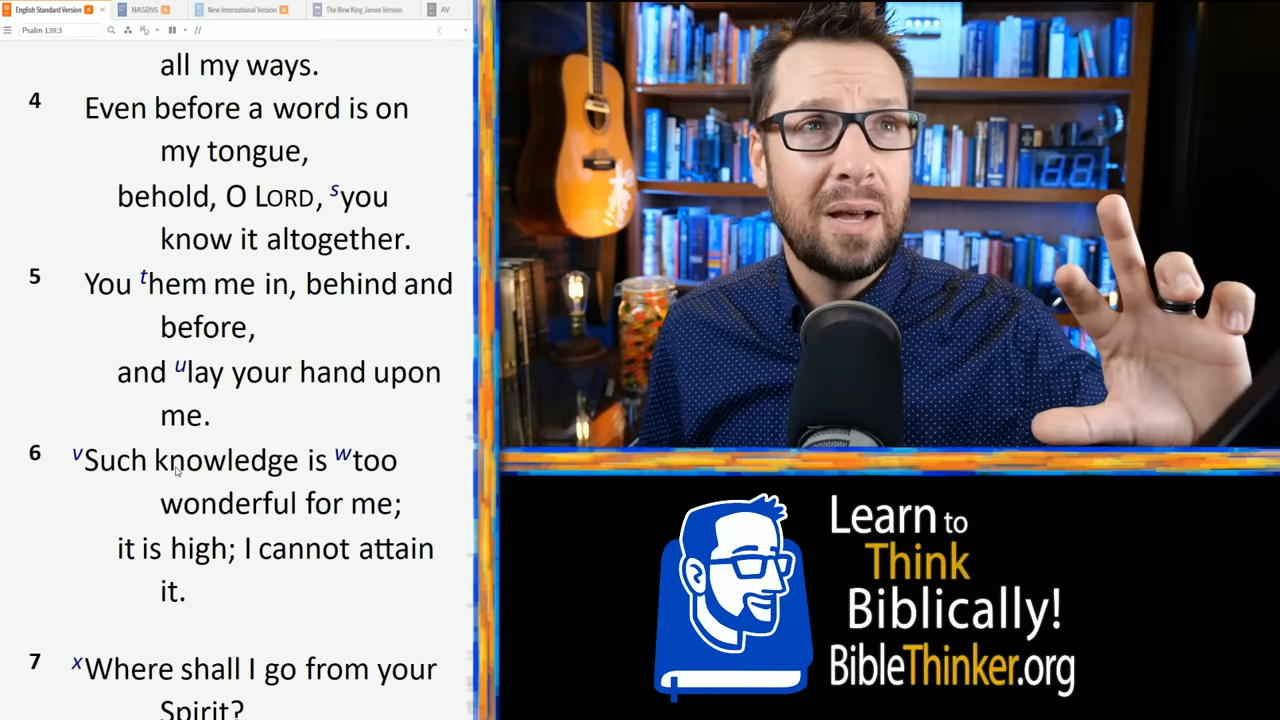 English Standard Version A
NASB95 A
New International Version A
The New King James Version
AV
Psalm 139:3
all my ways.
4 Even before a word is on
my tongue,
behold, O LORD, s you
know it altogether.
5 You t hem me in, behind and
before,
and u lay your hand upon
me.
6 v Such knowledge is w too
wonderful for me;
it is high; I cannot attain
it.
7 x Where shall I go from your
Spirit?
Learn to
Think
Biblically!
BibleThinker.org